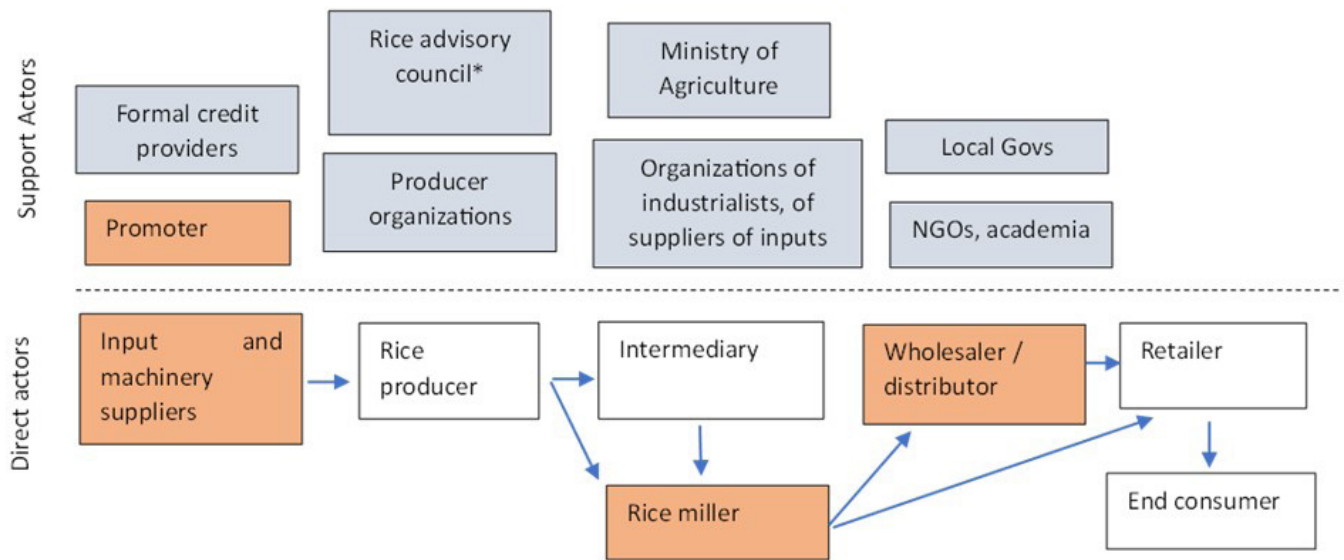 Support Actors
Formal credit
providers
Promoter
Rice advisory
council*
Producer
organizations
Ministry of
Agriculture
Organizations of
industrialists, of
suppliers of inputs
Local Govs
NGOs, academia
Direct actors
Input and
machinery
suppliers
Rice
producer
Intermediary
Rice miller
Wholesaler /
distributor
Retailer
End consumer